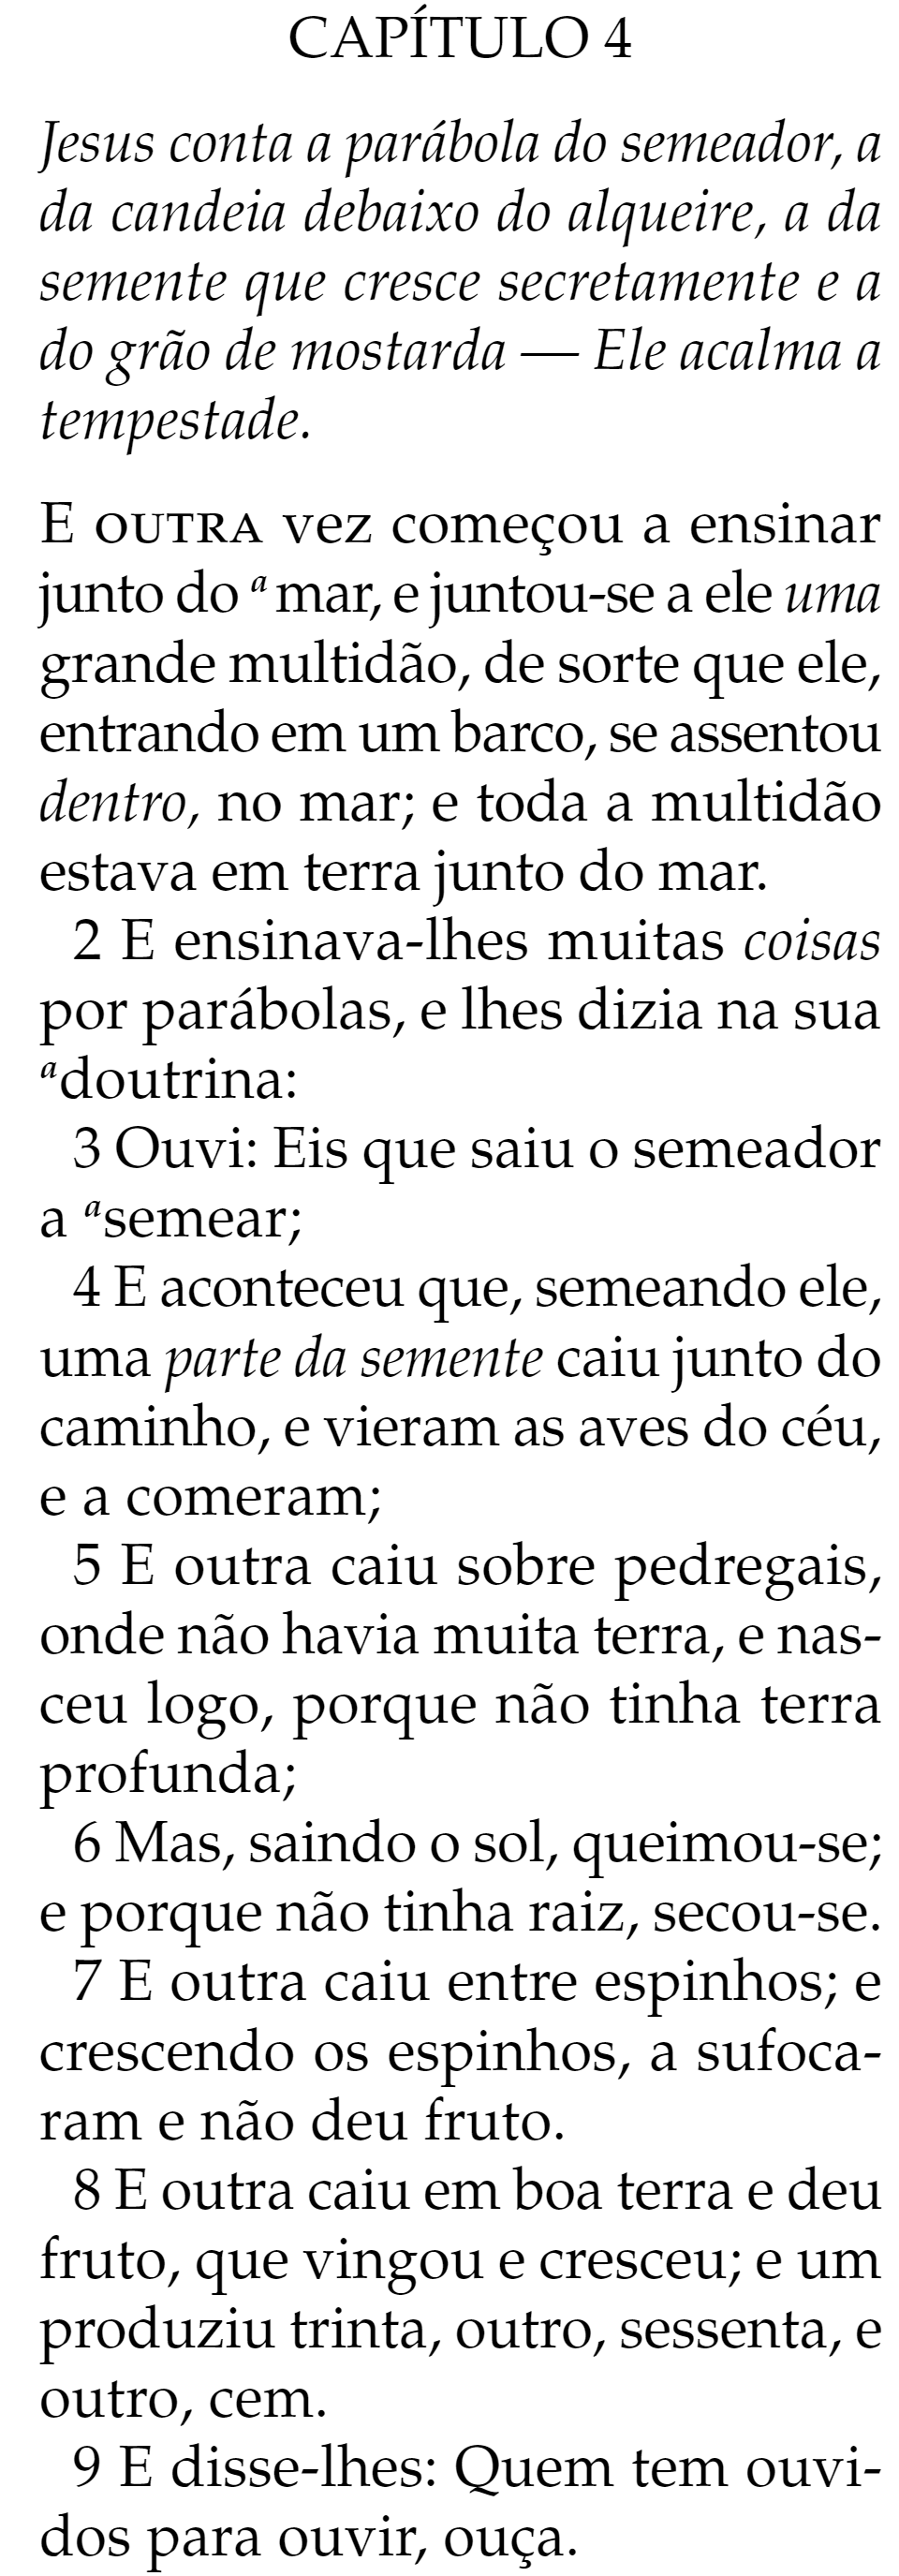 CAPÍTULO 4
Jesus conta a parábola do semeador, a
da candeia debaixo do alqueire, a da
semente que cresce secretamente e a
do grão de mostarda — Ele acalma a
tempestade.
E OUTRA vez começou a ensinar
junto do a mar, e juntou-se a ele uma
grande multidão, de sorte que ele,
entrando em um barco, se assentou
dentro, no mar; e toda a multidão
estava em terra junto do mar.
2 E ensinava-lhes muitas coisas
por parábolas, e lhes dizia na sua
adoutrina:
3 Ouvi: Eis que saiu o semeador
a asemear;
4 E aconteceu que, semeando ele,
uma parte da semente caiu junto do
caminho, e vieram as aves do céu,
e a comeram;
5 E outra caiu sobre pedregais,
onde não havia muita terra, e nas-
ceu logo, porque não tinha terra
profunda;
6 Mas, saindo o sol, queimou-se;
e porque não tinha raiz, secou-se.
7 E outra caiu entre espinhos; e
crescendo os espinhos, a sufoca-
ram e não deu fruto.
8 E outra caiu em boa terra e deu
fruto, que vingou e cresceu; e um
produziu trinta, outro, sessenta, e
outro, cem.
9 E disse-lhes: Quem tem ouvi-
dos para ouvir, ouça.